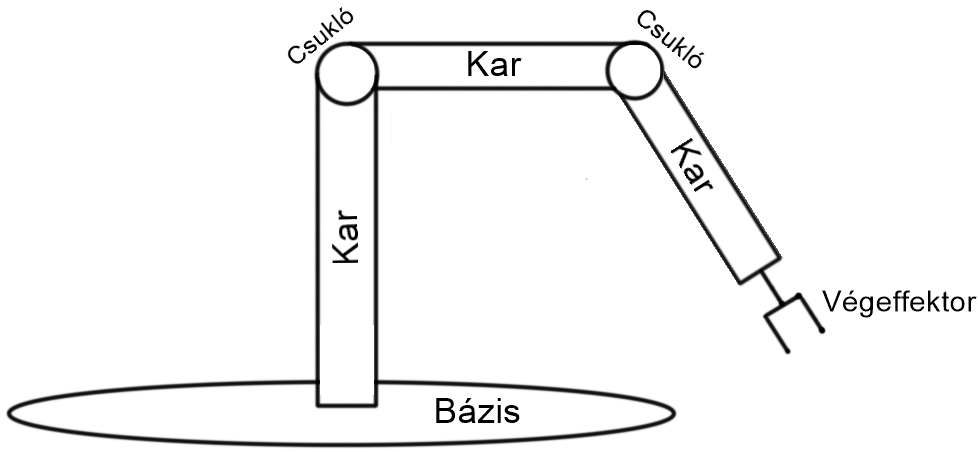 Csukló
Csukló
Kar
Kar
Kar
Végeffektor
Bázis